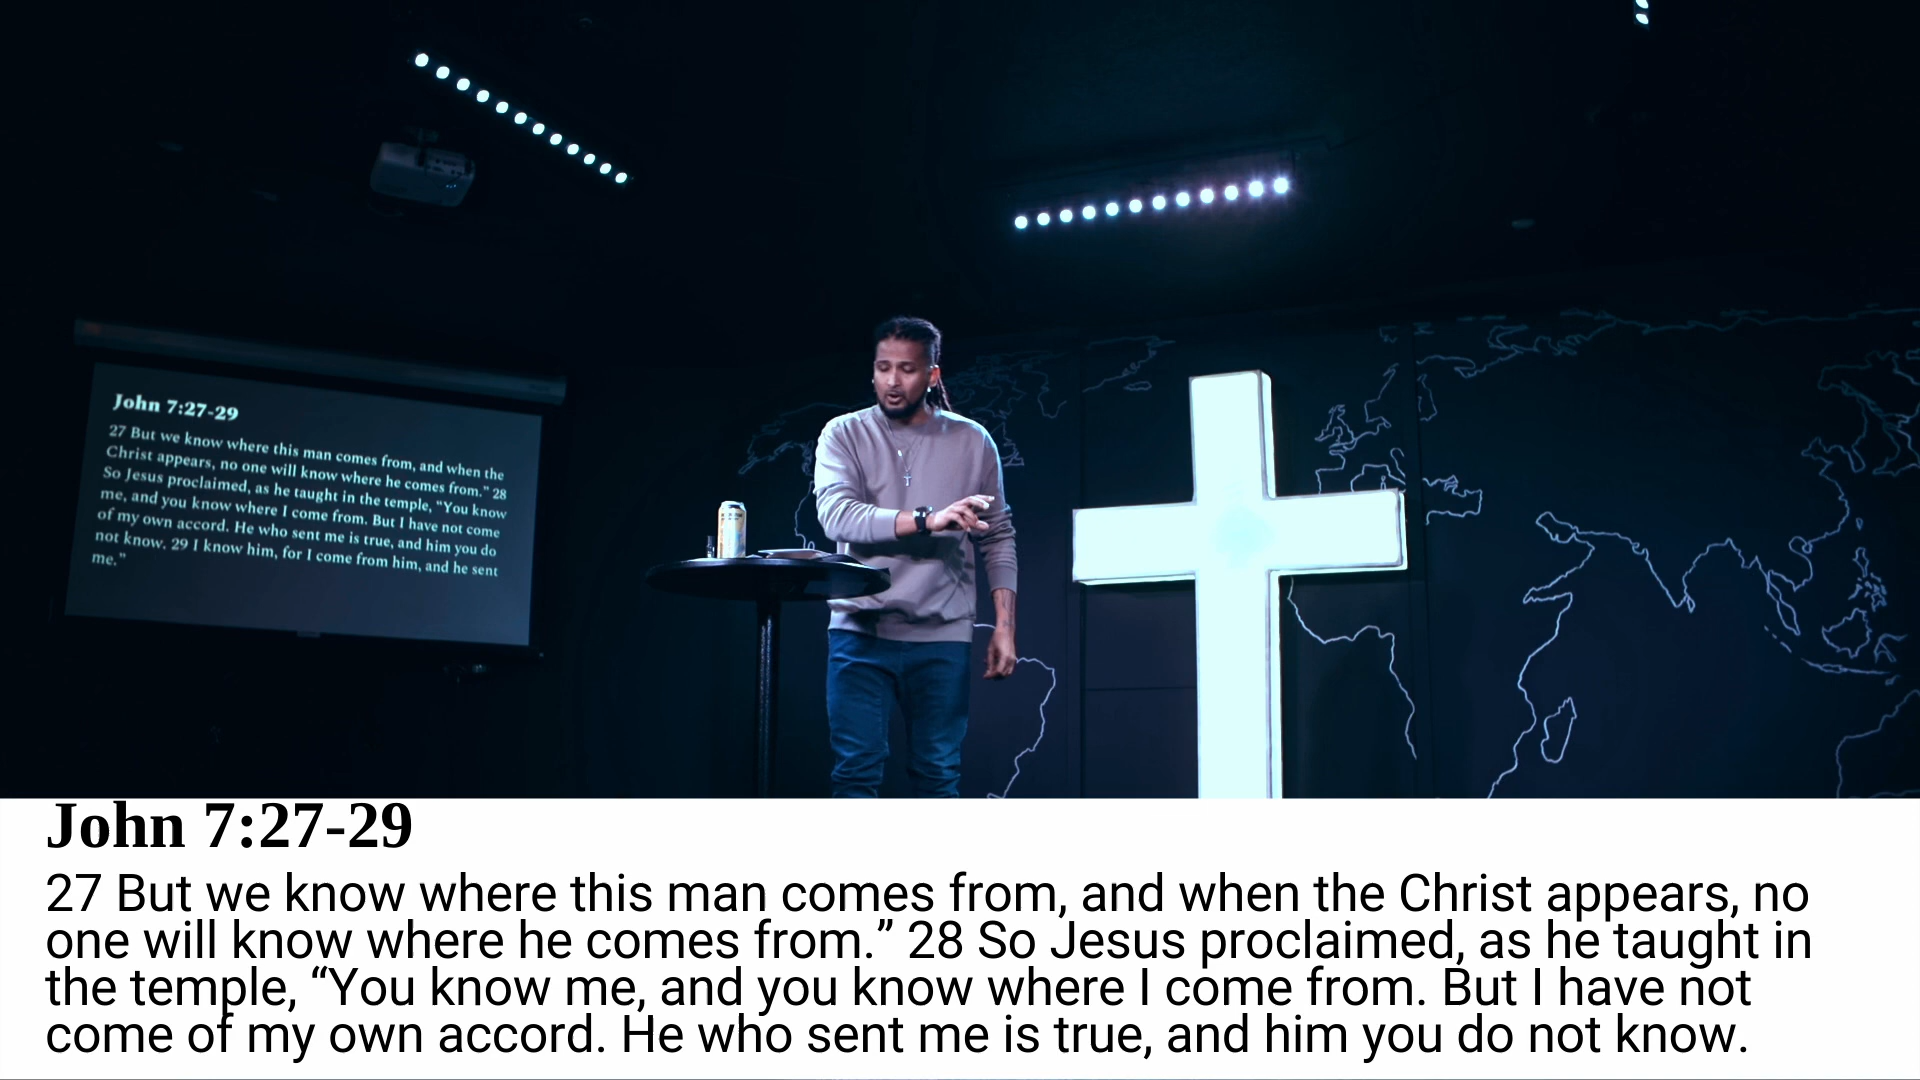 John 7:27-29
27 But we know where this man comes from, and when the
Christ appears, no one will know where he comes from.” 28
So Jesus proclaimed, as he taught in the temple, “You know
me, and you know where I come from. But I have not come
of my own accord. He who sent me is true, and him you do
not know. 29 I know him, for I come from him, and he sent
me.”
John 7:27-29
27 But we know where this man comes from, and when the Christ appears, no
one will know where he comes from.” 28 So Jesus proclaimed, as he taught in
the temple, “You know me, and you know where I come from. But I have not
come of my own accord. He who sent me is true, and him you do not know.